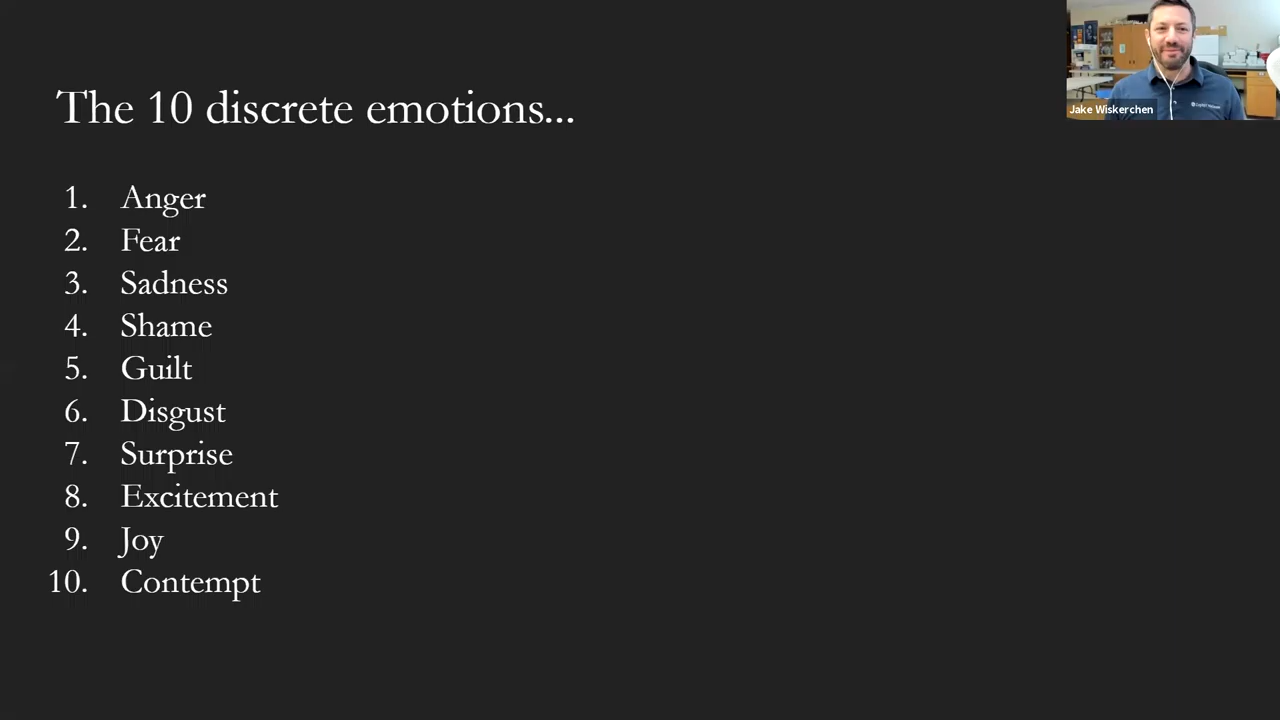 The 10 discrete emotions...
1. Anger
2. Fear
3. Sadness
4. Shame
5. Guilt
6. Disgust
7. Surprise
8. Excitement
9. Joy
10. Contempt
Jake Wiskerchen